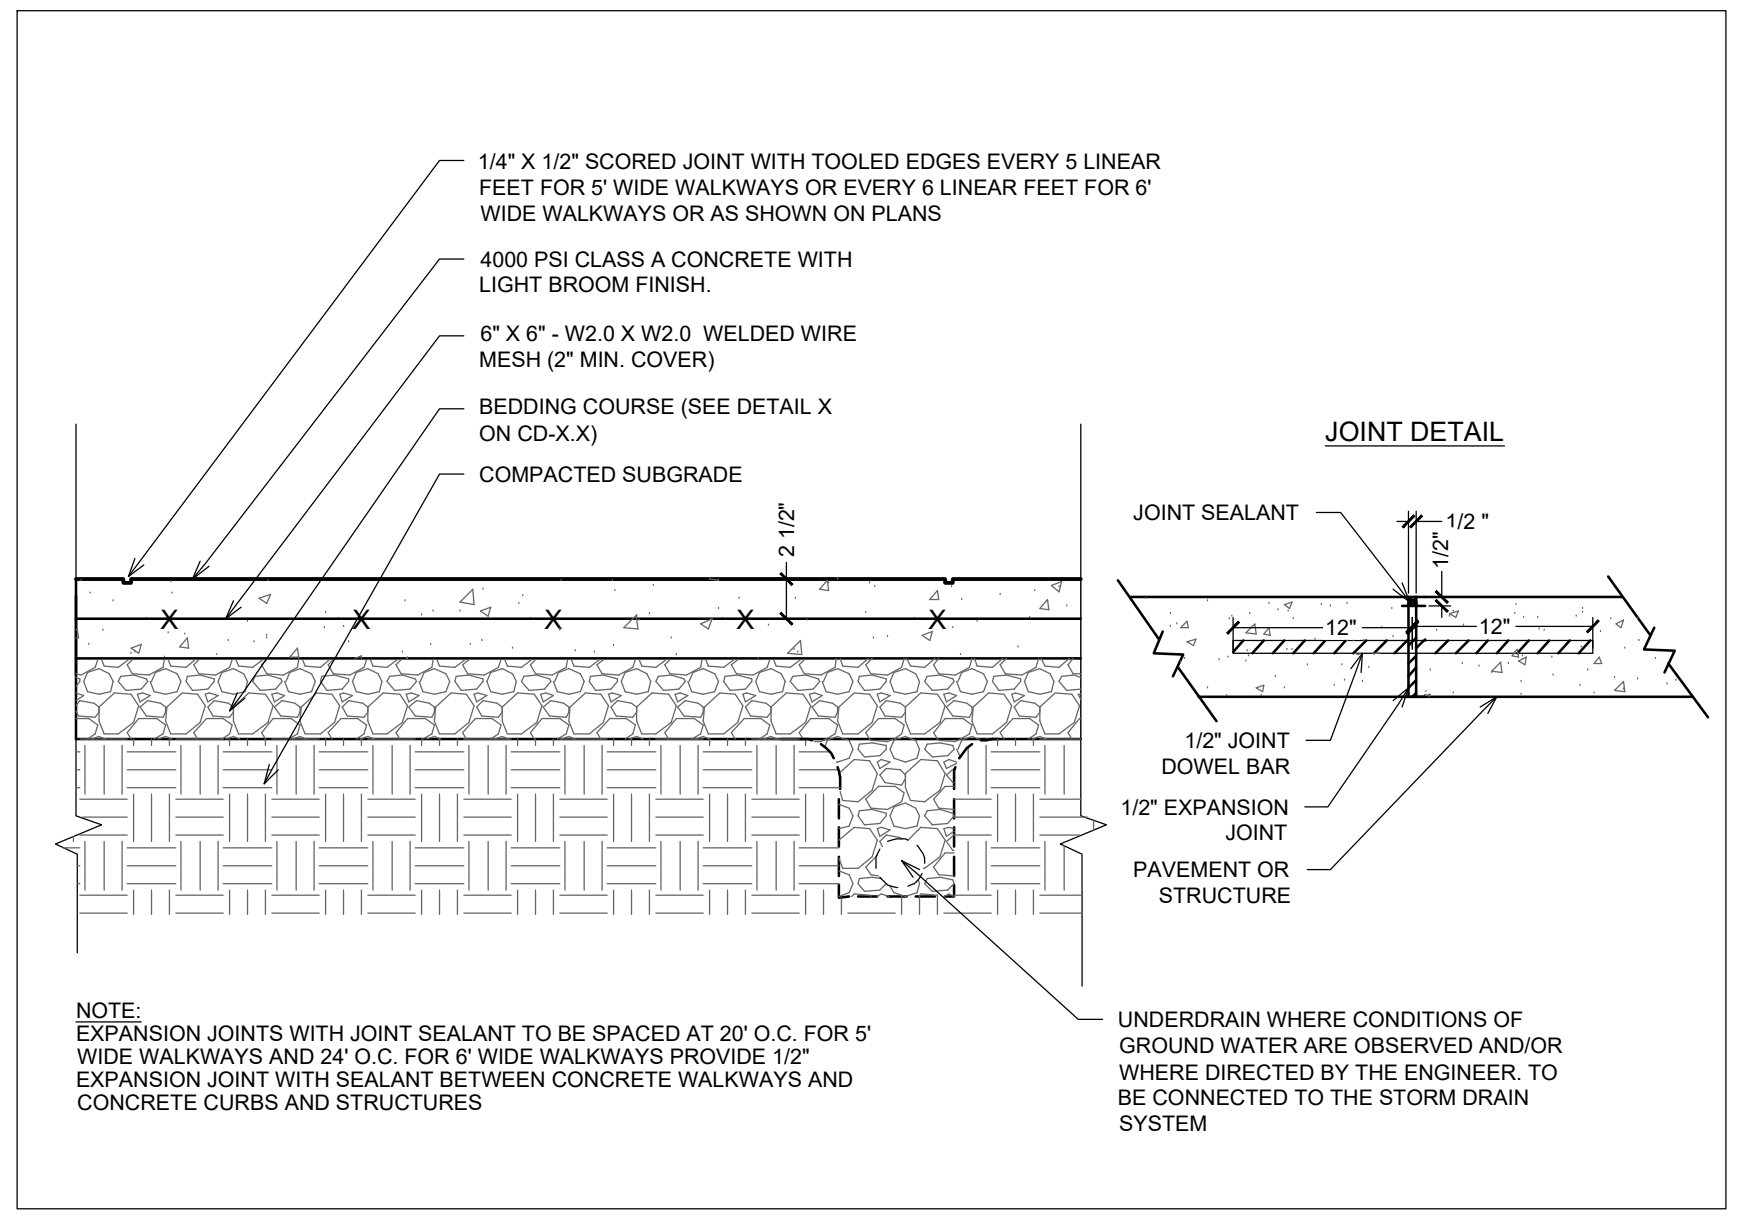 1/4" X 1/2" SCORED JOINT WITH TOOLED EDGES EVERY 5 LINEAR
FEET FOR 5' WIDE WALKWAYS OR EVERY 6 LINEAR FEET FOR 6'
WIDE WALKWAYS OR AS SHOWN ON PLANS
4000 PSI CLASS A CONCRETE WITH
LIGHT BROOM FINISH.
6" X 6" - W2.0 X W2.0 WELDED WIRE
MESH (2" MIN. COVER)
BEDDING COURSE (SEE DETAIL X
ON CD-X.X)
COMPACTED SUBGRADE
2 1/2"
X X X X X
JOINT DETAIL
JOINT SEALANT
1/2 "
1/2"
12" 12"
1/2" JOINT
DOWEL BAR
1/2" EXPANSION
JOINT
PAVEMENT OR
STRUCTURE
NOTE:
EXPANSION JOINTS WITH JOINT SEALANT TO BE SPACED AT 20' O.C. FOR 5'
WIDE WALKWAYS AND 24' O.C. FOR 6' WIDE WALKWAYS PROVIDE 1/2"
EXPANSION JOINT WITH SEALANT BETWEEN CONCRETE WALKWAYS AND
CONCRETE CURBS AND STRUCTURES
UNDERDRAIN WHERE CONDITIONS OF
GROUND WATER ARE OBSERVED AND/OR
WHERE DIRECTED BY THE ENGINEER. TO
BE CONNECTED TO THE STORM DRAIN
SYSTEM